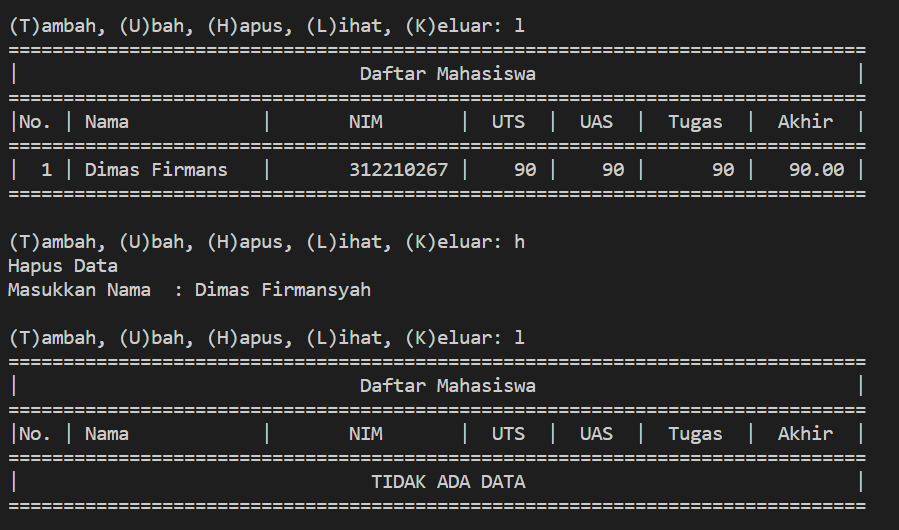 (T)ambah, (U)bah, (H)apus, (L)ihat, (K)eluar: l
==============================================================================
|                               Daftar Mahasiswa                             |
==============================================================================
|No. | Nama            |       NIM       |  UTS  |  UAS  |  Tugas  |  Akhir  |
==============================================================================
|  1 | Dimas Firmans   |       312210267 |    90 |    90 |      90 |   90.00 |
==============================================================================
(T)ambah, (U)bah, (H)apus, (L)ihat, (K)eluar: h
Hapus Data
Masukkan Nama  : Dimas Firmansyah
(T)ambah, (U)bah, (H)apus, (L)ihat, (K)eluar: l
==============================================================================
|                               Daftar Mahasiswa                             |
==============================================================================
|No. | Nama            |       NIM       |  UTS  |  UAS  |  Tugas  |  Akhir  |
==============================================================================
|                                TIDAK ADA DATA                              |
==============================================================================